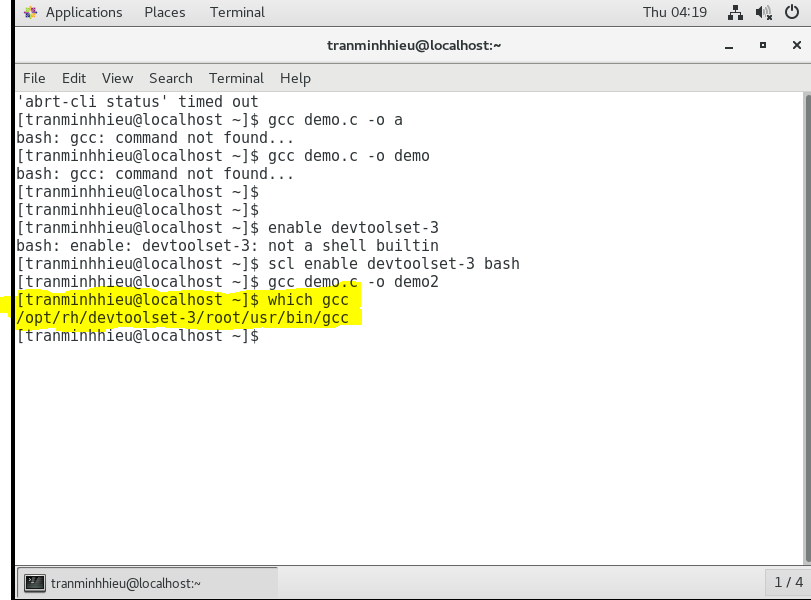 Applications Places Terminal Thu 04:19
tranminhhieu@localhost:~
File Edit View Search Terminal Help
'abrt-cli status' timed out
[tranminhhieu@localhost ~]$ gcc demo.c -o a
bash: gcc: command not found...
[tranminhhieu@localhost ~]$ gcc demo.c -o demo
bash: gcc: command not found...
[tranminhhieu@localhost ~]$
[tranminhhieu@localhost ~]$
[tranminhhieu@localhost ~]$ enable devtoolset-3
bash: enable: devtoolset-3: not a shell builtin
[tranminhhieu@localhost ~]$ scl enable devtoolset-3 bash
[tranminhhieu@localhost ~]$ gcc demo.c -o demo2
[tranminhhieu@localhost ~]$ which gcc
/opt/rh/devtoolset-3/root/usr/bin/gcc
[tranminhhieu@localhost ~]$
tranminhhieu@localhost:~ 1 / 4